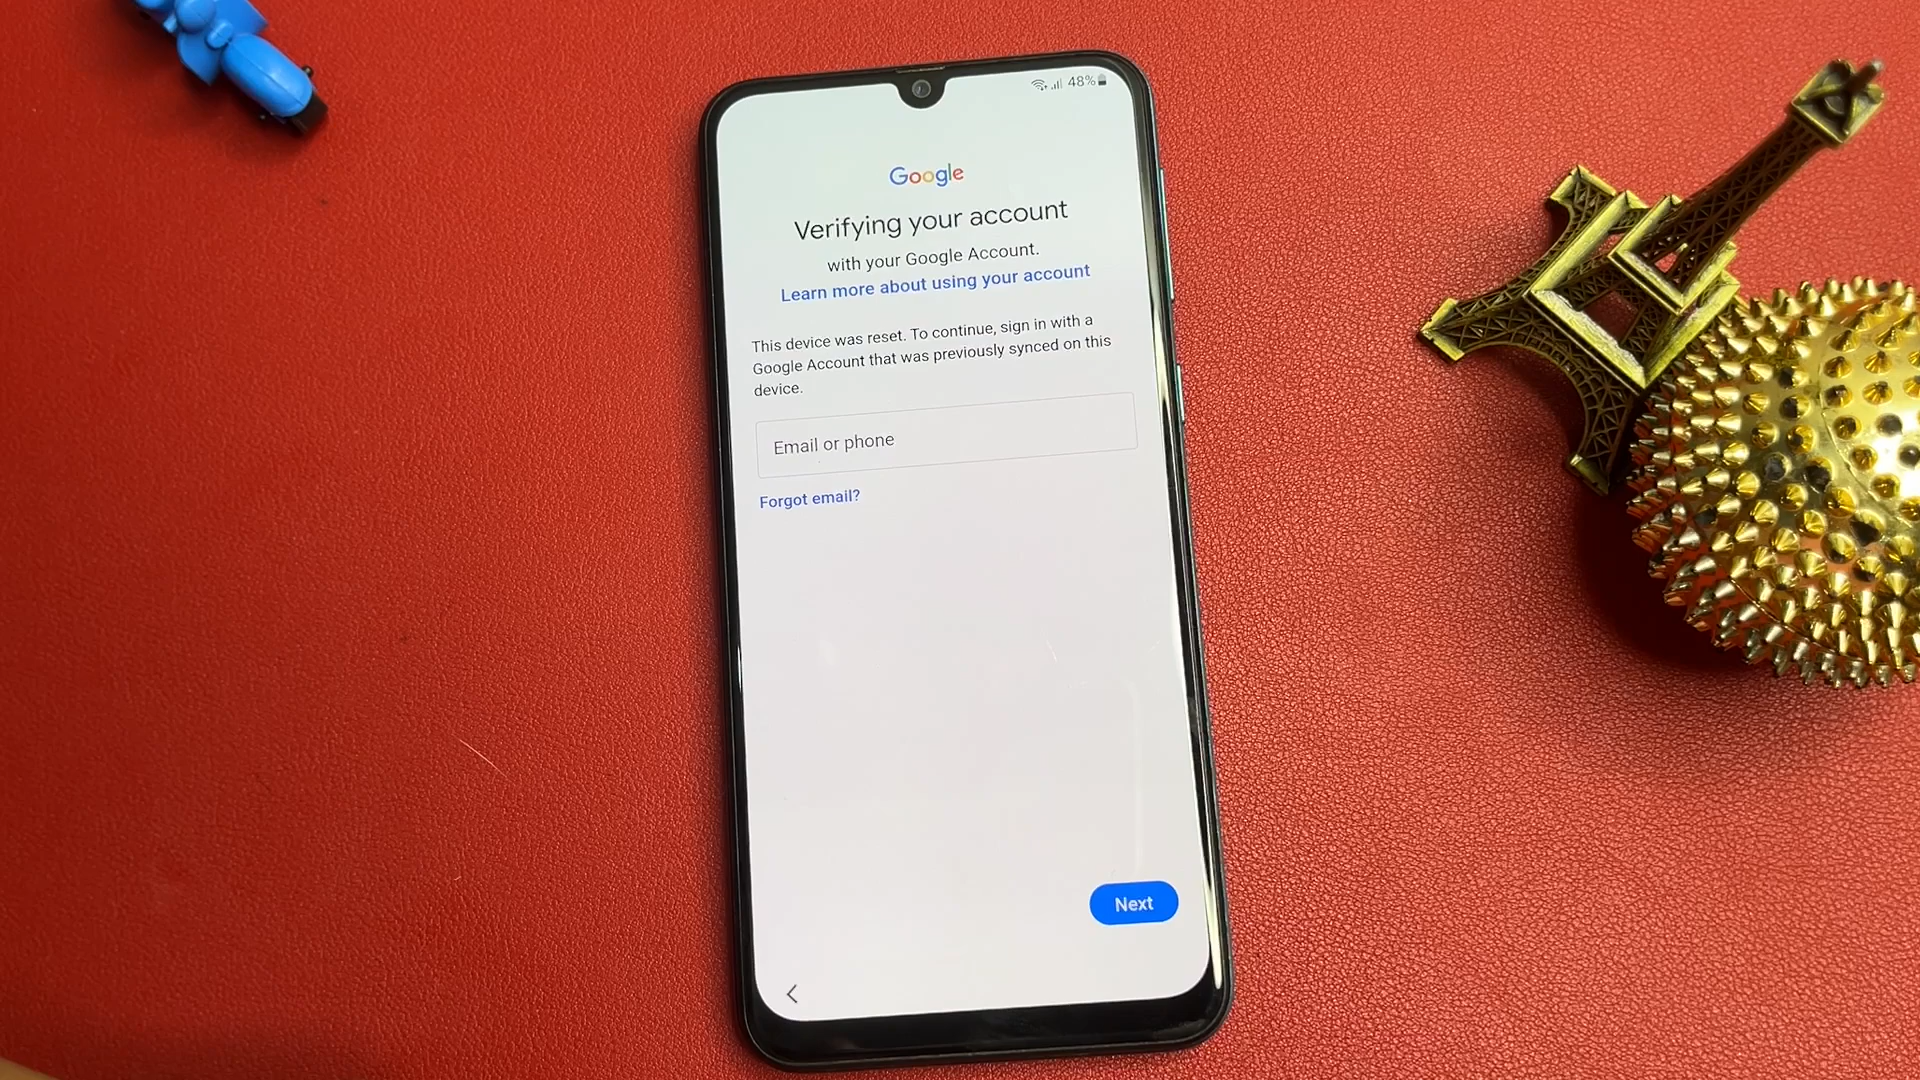 48%
Google
Verifying your account
with your Google Account.
Learn more about using your account
This device was reset. To continue, sign in with a
Google Account that was previously synced on this
device.
Email or phone
Forgot email?
Next